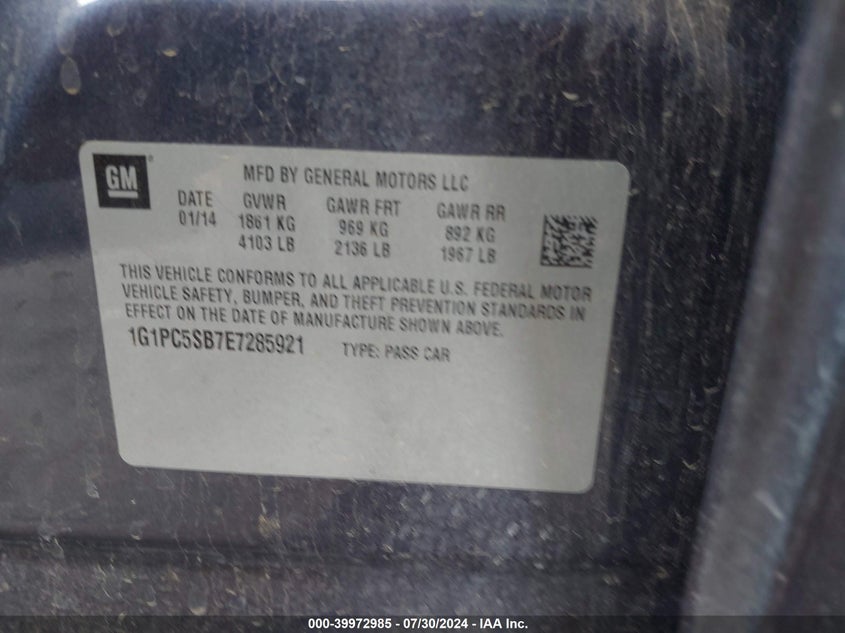 GM
MFD BY GENERAL MOTORS LLC
DATE GVWR GAWR FRT GAWR RR
01/14 1861 KG 969 KG 892 KG
4103 LB 2136 LB 1967 LB
THIS VEHICLE CONFORMS TO ALL APPLICABLE U.S. FEDERAL MOTOR
VEHICLE SAFETY, BUMPER, AND THEFT PREVENTION STANDARDS IN
EFFECT ON THE DATE OF MANUFACTURE SHOWN ABOVE.
1G1PC5SB7E7285921 TYPE: PASS CAR
000-39972985 / 07/30/2024 - IAA Inc.